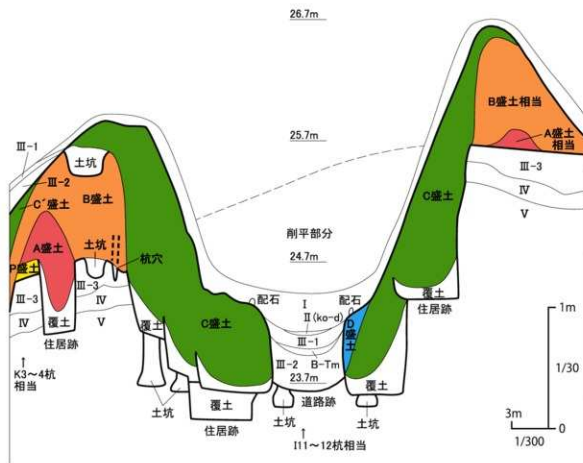 26.7m
25.7m
24.7m
23.7m
Ⅲ-1
Ⅲ-2
C´盛土
土坑
B盛土
A盛土
P盛土
土坑
杭穴
Ⅲ-3
Ⅲ-3
Ⅳ
Ⅳ
Ⅴ
覆土
住居跡
K3〜4杭
相当
覆土
C盛土
土坑
覆土
住居跡
削平部分
配石
Ⅰ
配石
Ⅱ(ko-d)
Ⅲ-1
B-Tm
Ⅲ-2
道路跡
土坑
I11〜12杭相当
D
盛
土
覆土
土坑
C盛土
覆土
住居跡
B盛土相当
A盛土
相当
Ⅲ-3
Ⅳ
Ⅴ
1m
1/30
0
3m
1/300